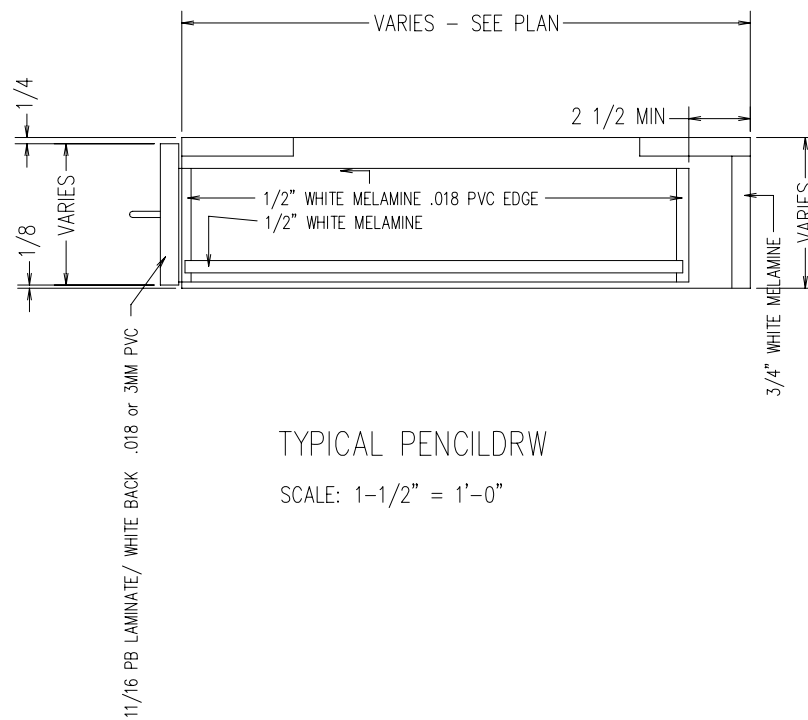 VARIES - SEE PLAN
1/4
2 1/2 MIN
VARIES
1/2" WHITE MELAMINE .018 PVC EDGE
1/2" WHITE MELAMINE
VARIES
1/8
3/4" WHITE MELAMINE
11/16 PB LAMINATE/ WHITE BACK .018 or 3MM PVC
TYPICAL PENCILDRW
SCALE: 1-1/2" = 1'-0"